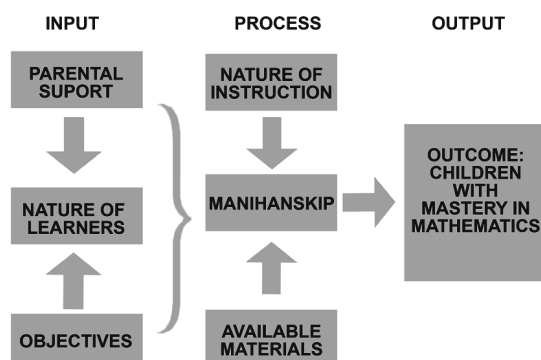 INPUT
PARENTAL
SUPORT
NATURE OF
LEARNERS
OBJECTIVES
PROCESS
NATURE OF
INSTRUCTION
MANIHANSKIP
AVAILABLE
MATERIALS
OUTPUT
OUTCOME:
CHILDREN
WITH
MASTERY IN
MATHEMATICS